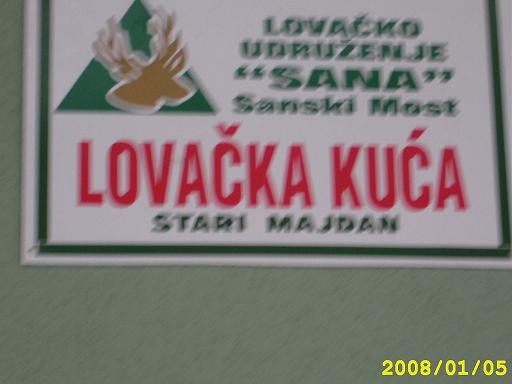 LOVAČKO
UDRUŽENJE
"SANA"
Sanski Most
LOVAČKA KUĆA
STARI MAJDAN
2008/01/05